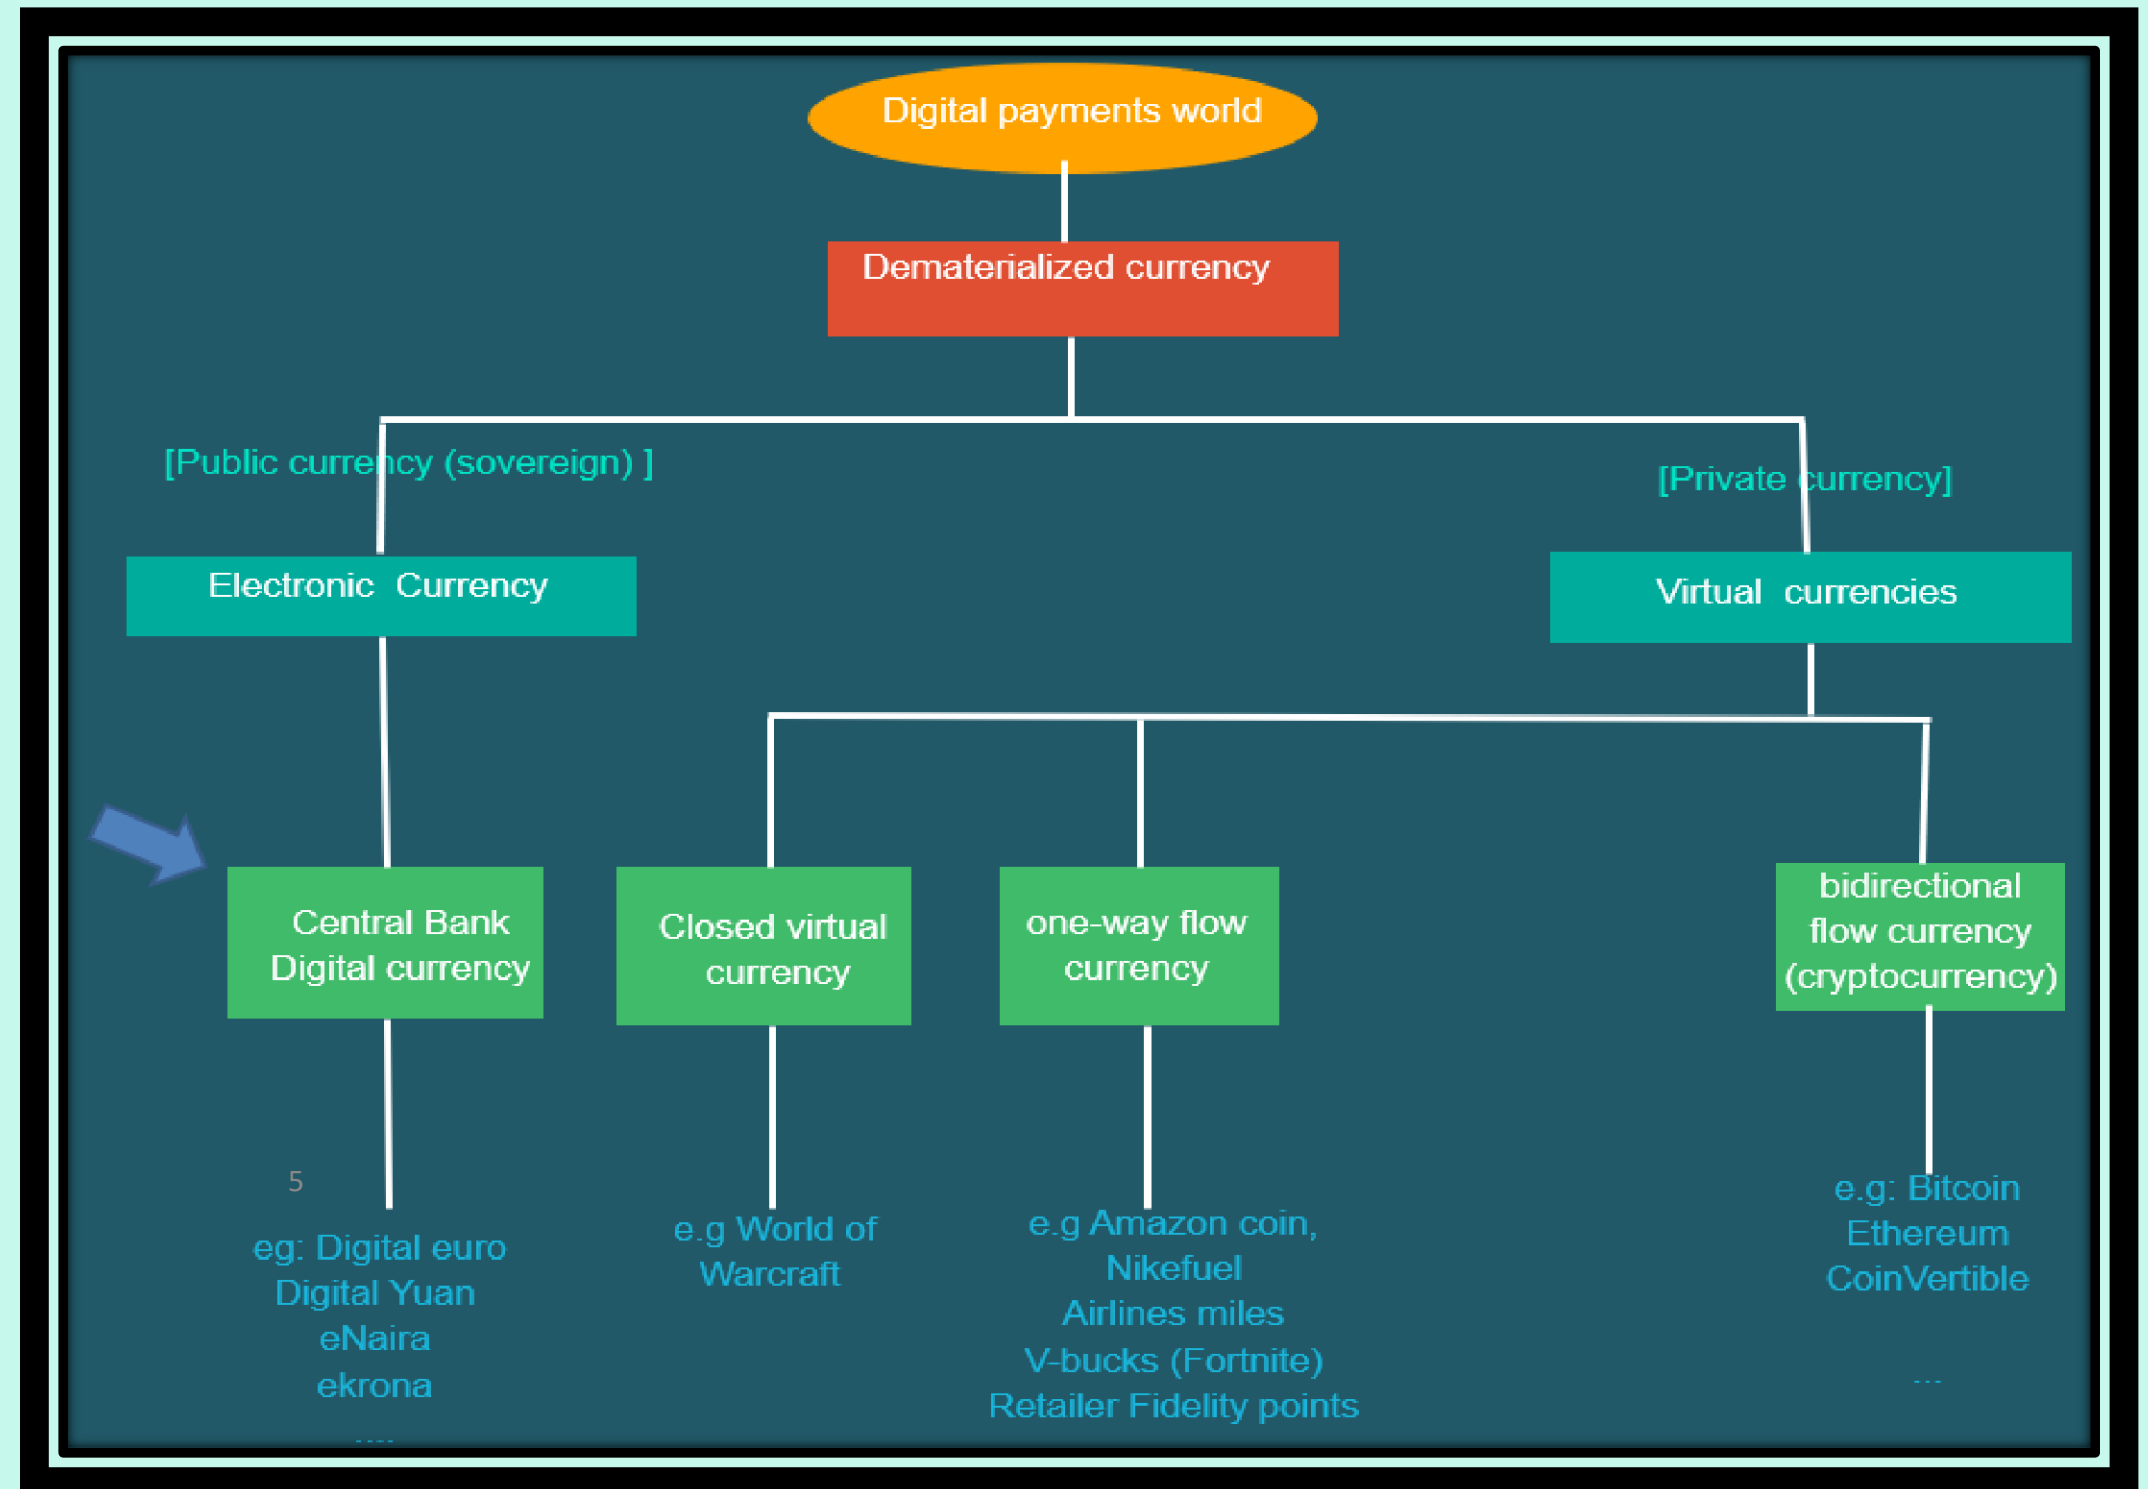 Digital payments world
Dematerialized currency
[Public currency (sovereign) ]
[Private currency]
Electronic  Currency
Virtual  currencies
Central Bank
Digital currency
Closed virtual
currency
one-way flow
currency
bidirectional
flow currency
(cryptocurrency)
5
eg: Digital euro
Digital Yuan
eNaira
ekrona
....
e.g World of
Warcraft
e.g Amazon coin,
Nikefuel
Airlines miles
V-bucks (Fortnite)
Retailer Fidelity points
e.g: Bitcoin
Ethereum
CoinVertible
...